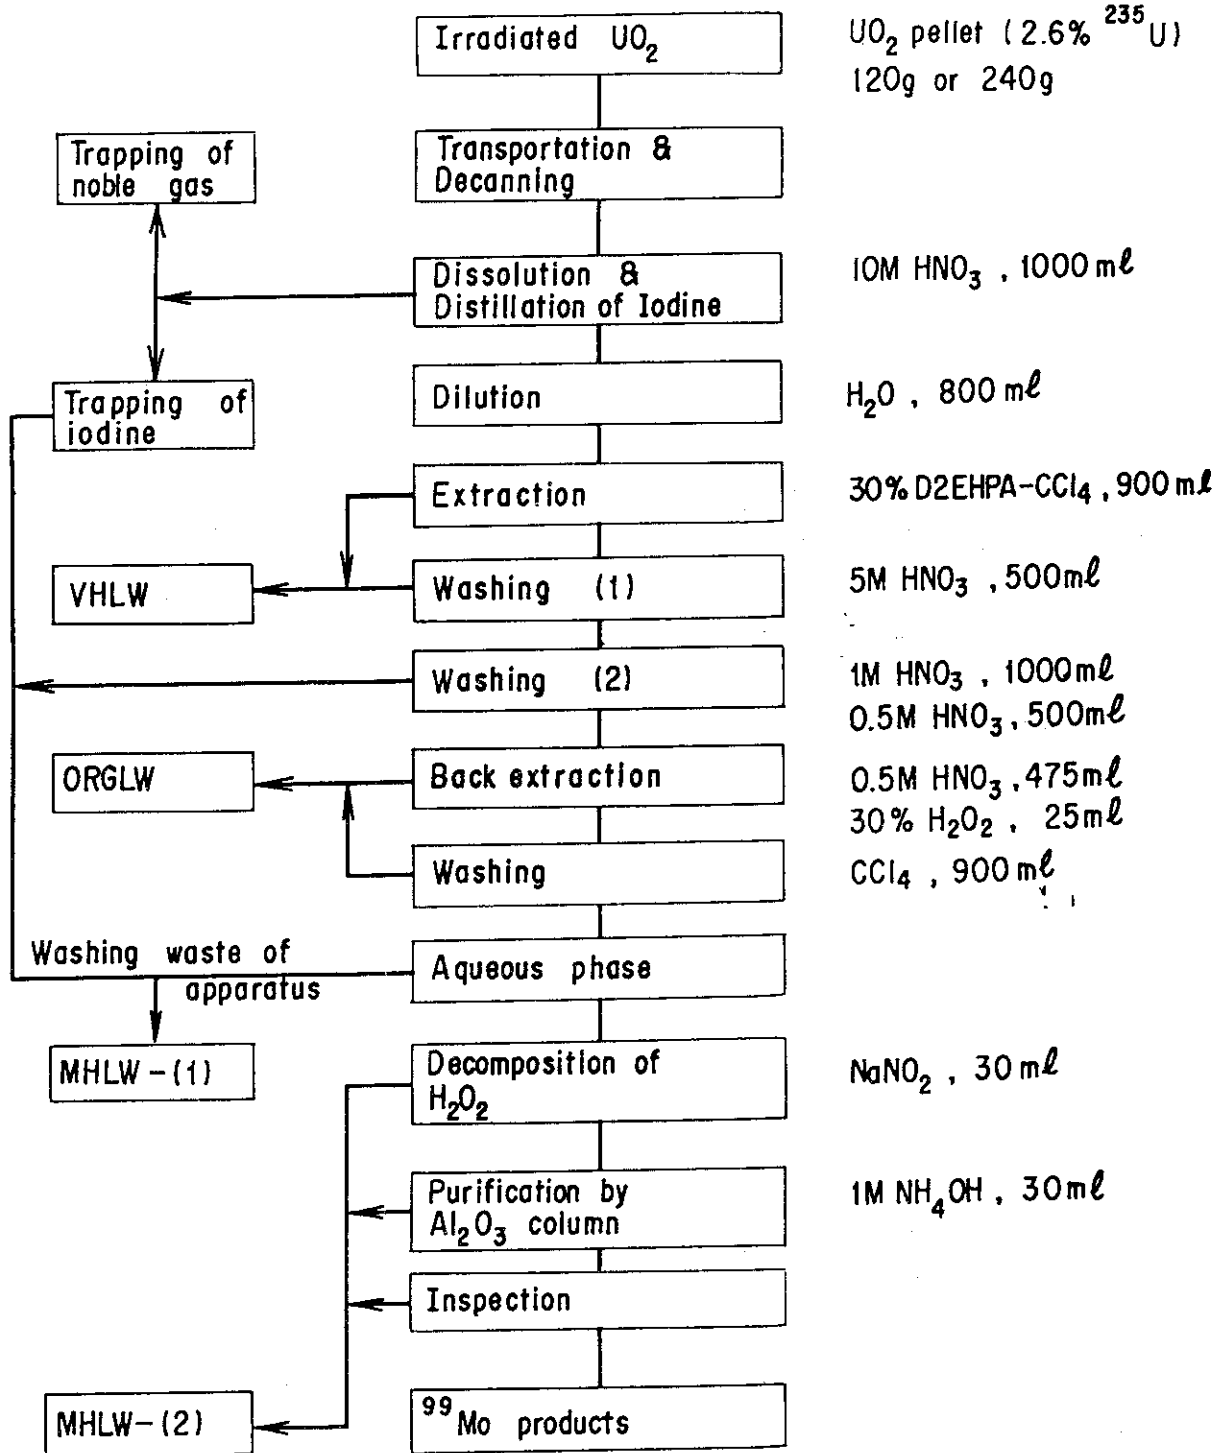 Irradiated UO₂
UO₂ pellet (2.6% ²³⁵U)
120g or 240g
Trapping of
noble gas
Transportation &
Decanning
Dissolution &
Distillation of Iodine
10M HNO₃ , 1000 ml
Trapping of
iodine
Dilution
H₂O , 800 ml
Extraction
30% D2EHPA-CCl₄ , 900 ml
VHLW
Washing (1)
5M HNO₃ , 500ml
Washing (2)
1M HNO₃ , 1000ml
0.5M HNO₃, 500ml
ORGLW
Back extraction
0.5M HNO₃ , 475ml
30% H₂O₂ , 25ml
Washing
CCl₄ , 900 ml
Washing waste of
apparatus
Aqueous phase
MHLW-(1)
Decomposition of
H₂O₂
NaNO₂ , 30 ml
Purification by
Al₂O₃ column
1M NH₄OH , 30ml
Inspection
MHLW-(2)
⁹⁹Mo products